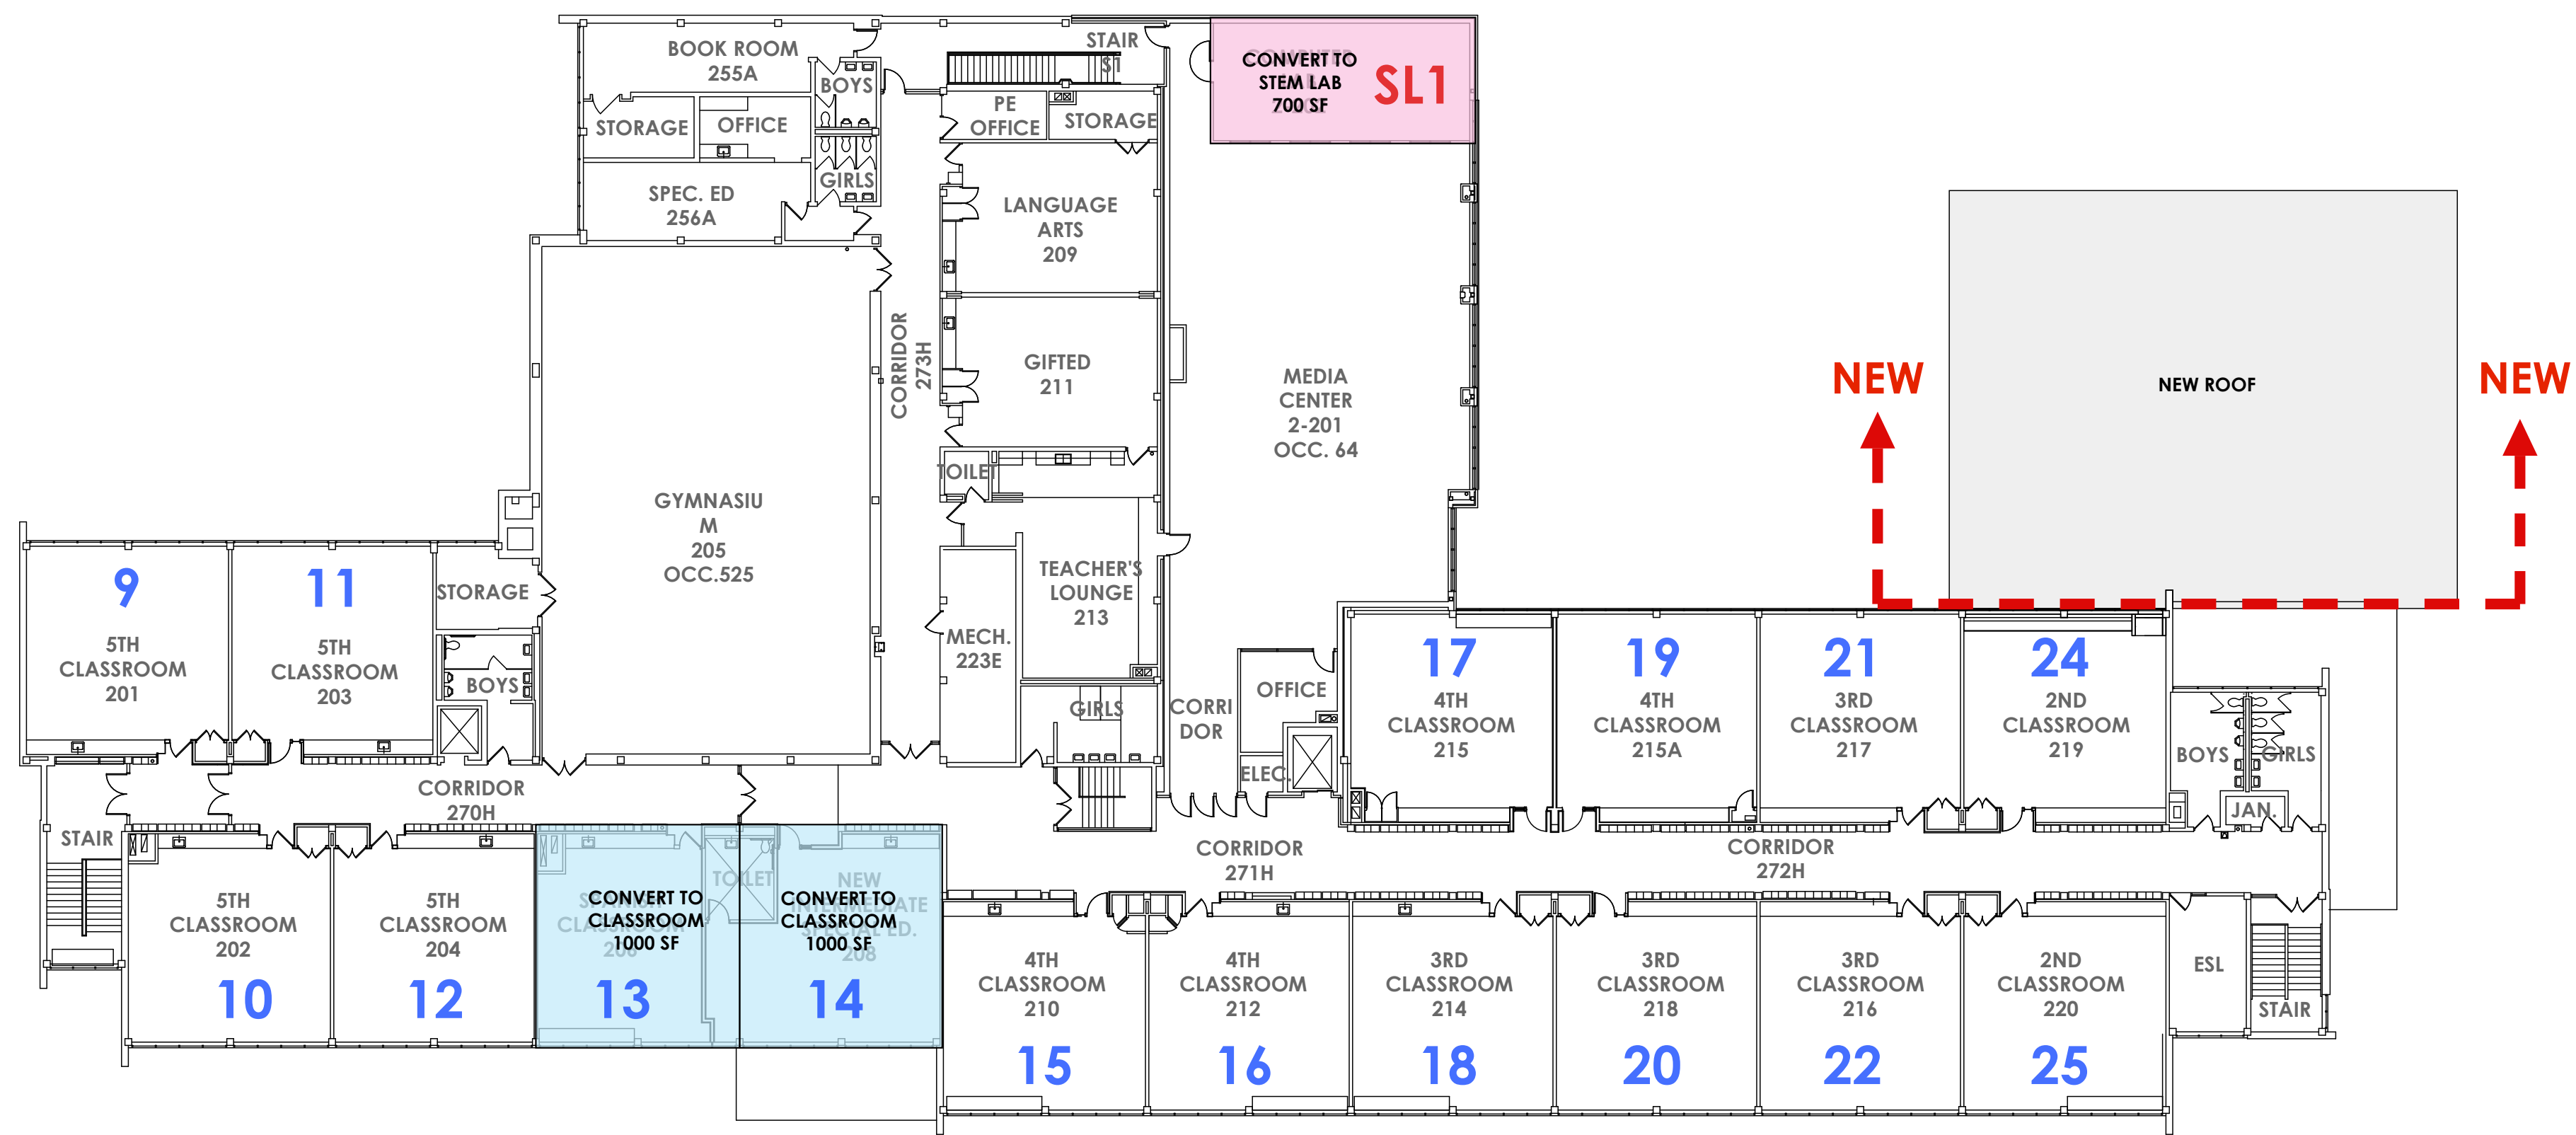 BOOK ROOM
255A
BOYS
STAIR
S1
CONVERT TO
STEM LAB
700 SF
SL1
STORAGE
OFFICE
PE
OFFICE
STORAGE
SPEC. ED
256A
GIRLS
LANGUAGE
ARTS
209
CORRIDOR
273H
GIFTED
211
MEDIA
CENTER
2-201
OCC. 64
NEW
NEW ROOF
NEW
TOILET
GYMNASIU
M
205
OCC.525
9
5TH
CLASSROOM
201
11
5TH
CLASSROOM
203
STORAGE
BOYS
TEACHER'S
LOUNGE
213
MECH.
223E
GIRLS
CORRI
DOR
OFFICE
ELEC.
17
4TH
CLASSROOM
215
19
4TH
CLASSROOM
215A
21
3RD
CLASSROOM
217
24
2ND
CLASSROOM
219
BOYS
GIRLS
JAN.
CORRIDOR
270H
STAIR
CORRIDOR
271H
CORRIDOR
272H
5TH
CLASSROOM
202
10
5TH
CLASSROOM
204
12
CONVERT TO
CLASSROOM
1000 SF
13
TOILET
NEW
INTERMEDIATE
SPECIAL ED.
208
CONVERT TO
CLASSROOM
1000 SF
14
4TH
CLASSROOM
210
15
4TH
CLASSROOM
212
16
3RD
CLASSROOM
214
18
3RD
CLASSROOM
218
20
3RD
CLASSROOM
216
22
2ND
CLASSROOM
220
25
ESL
STAIR